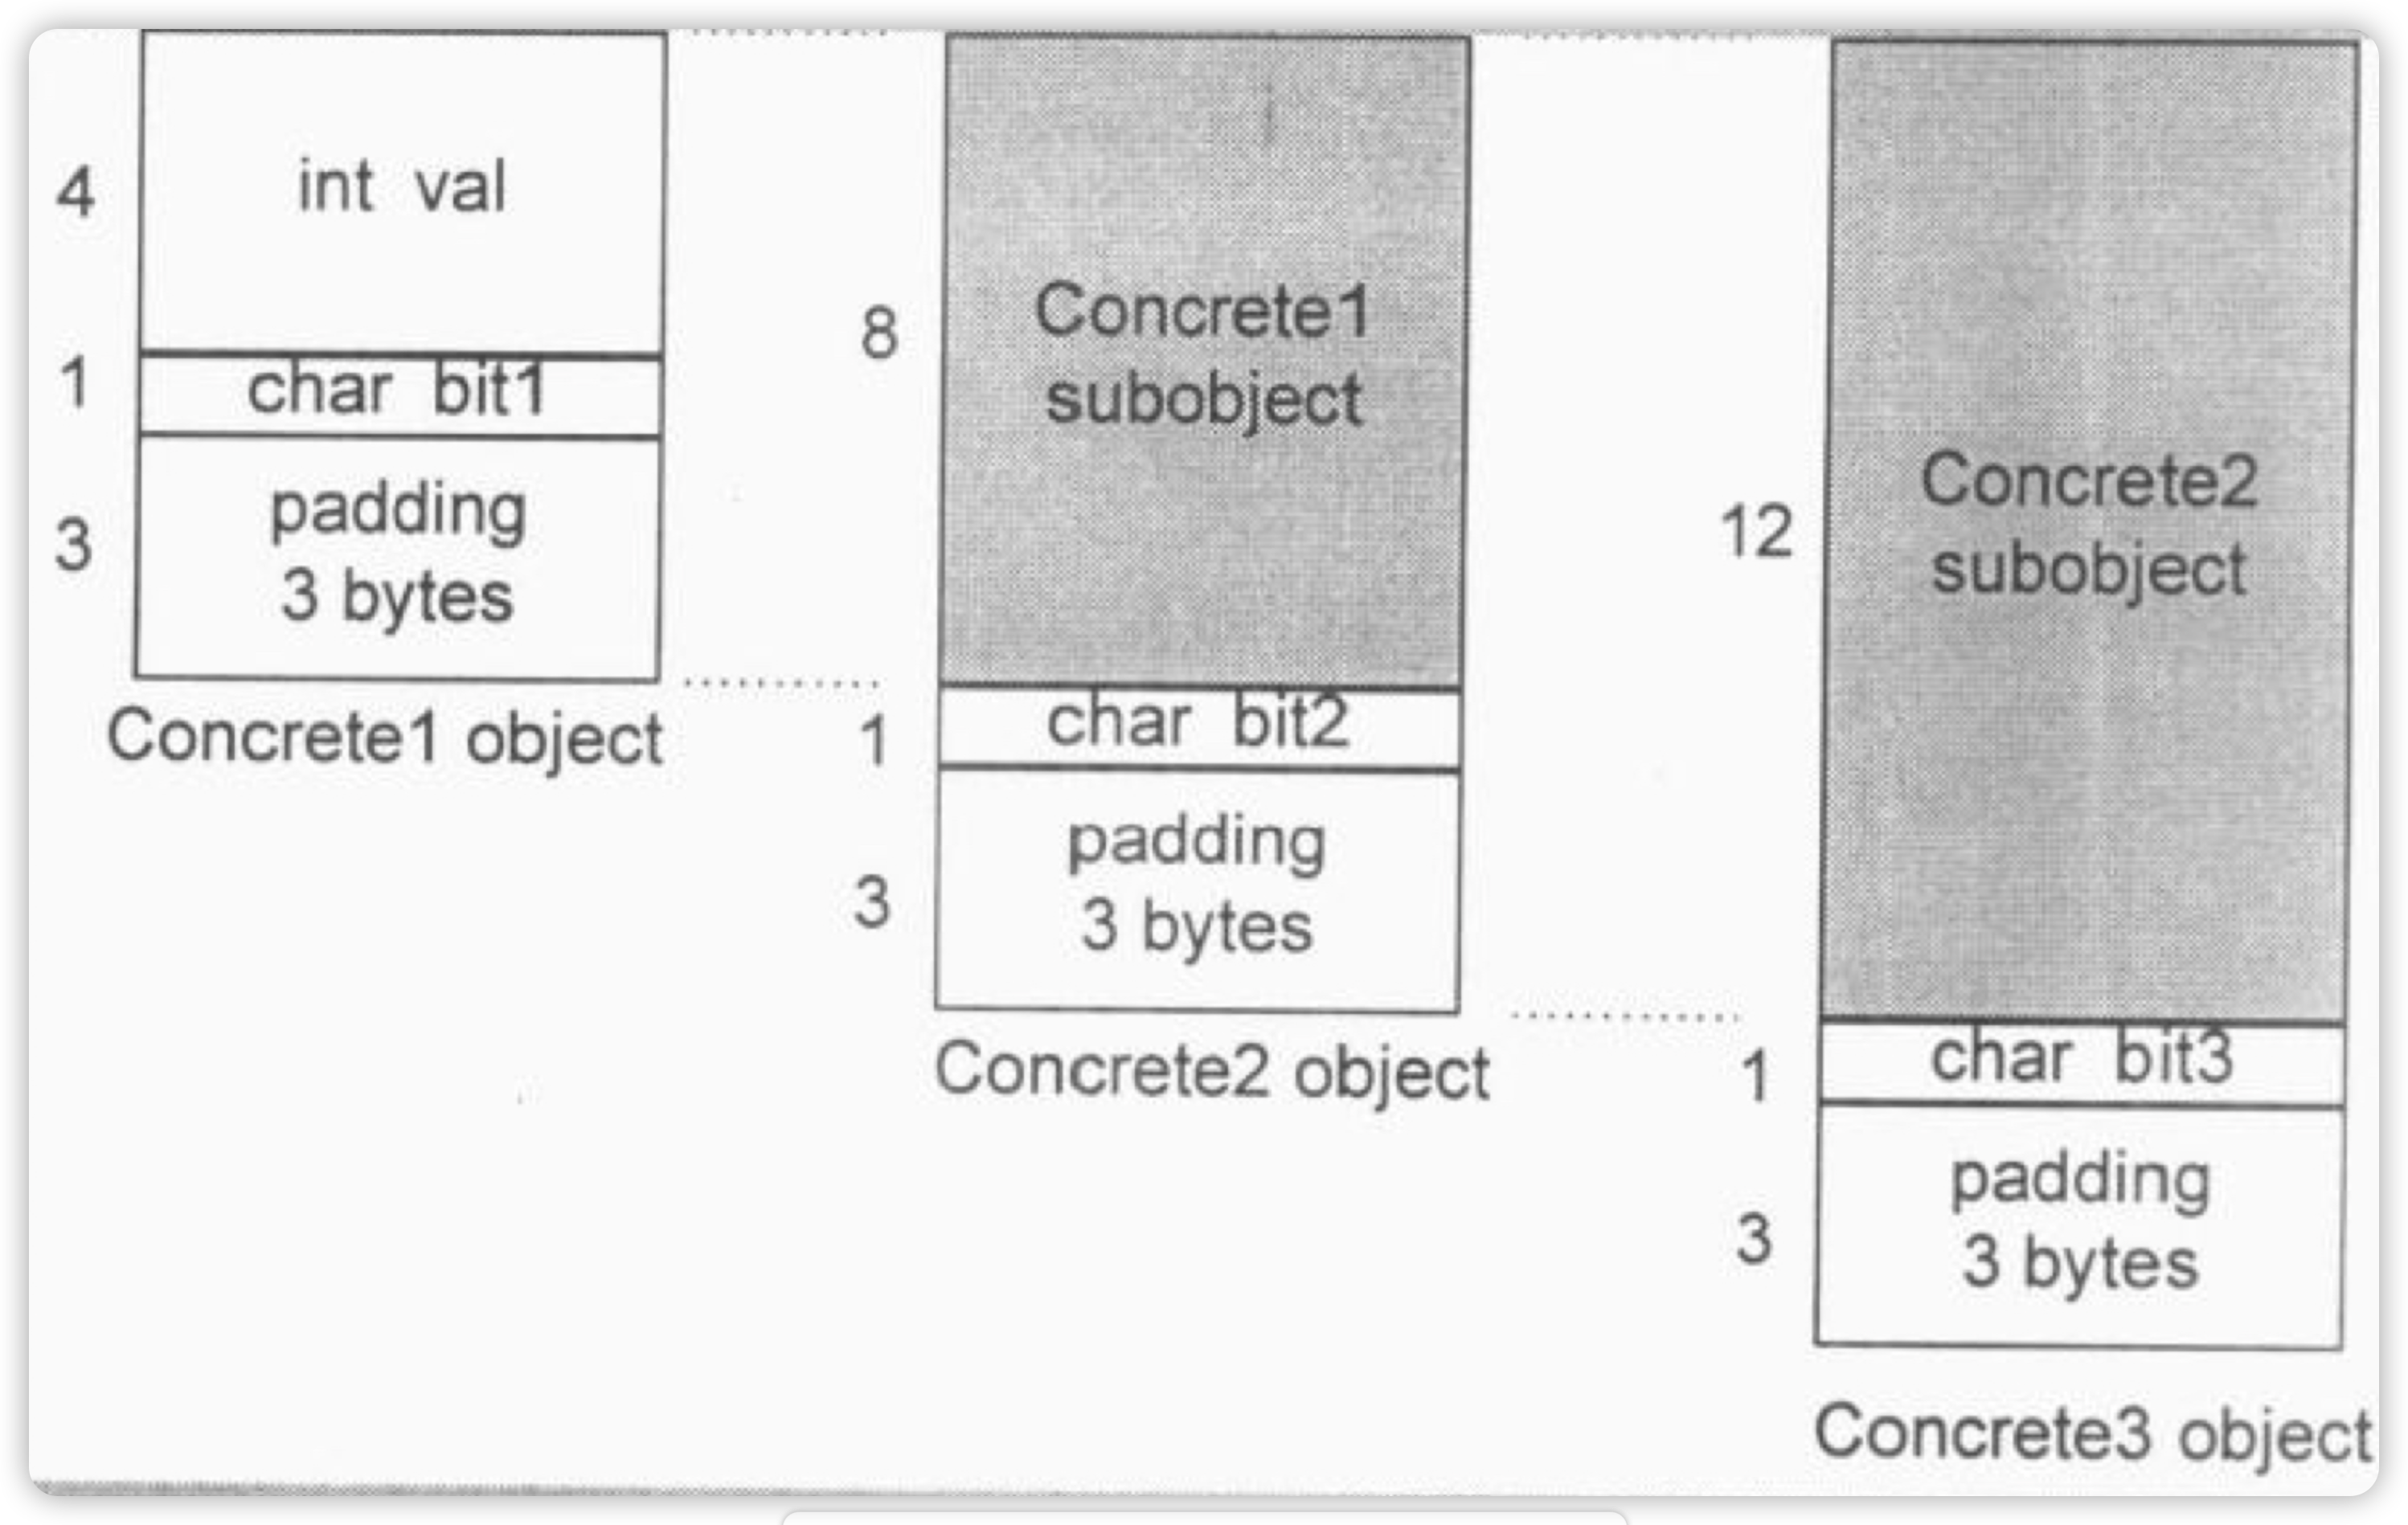 4
int val
1
char bit1
3
padding
3 bytes
Concrete1 object
8
Concrete1
subobject
1
char bit2
3
padding
3 bytes
Concrete2 object
12
Concrete2
subobject
1
char bit3
3
padding
3 bytes
Concrete3 object